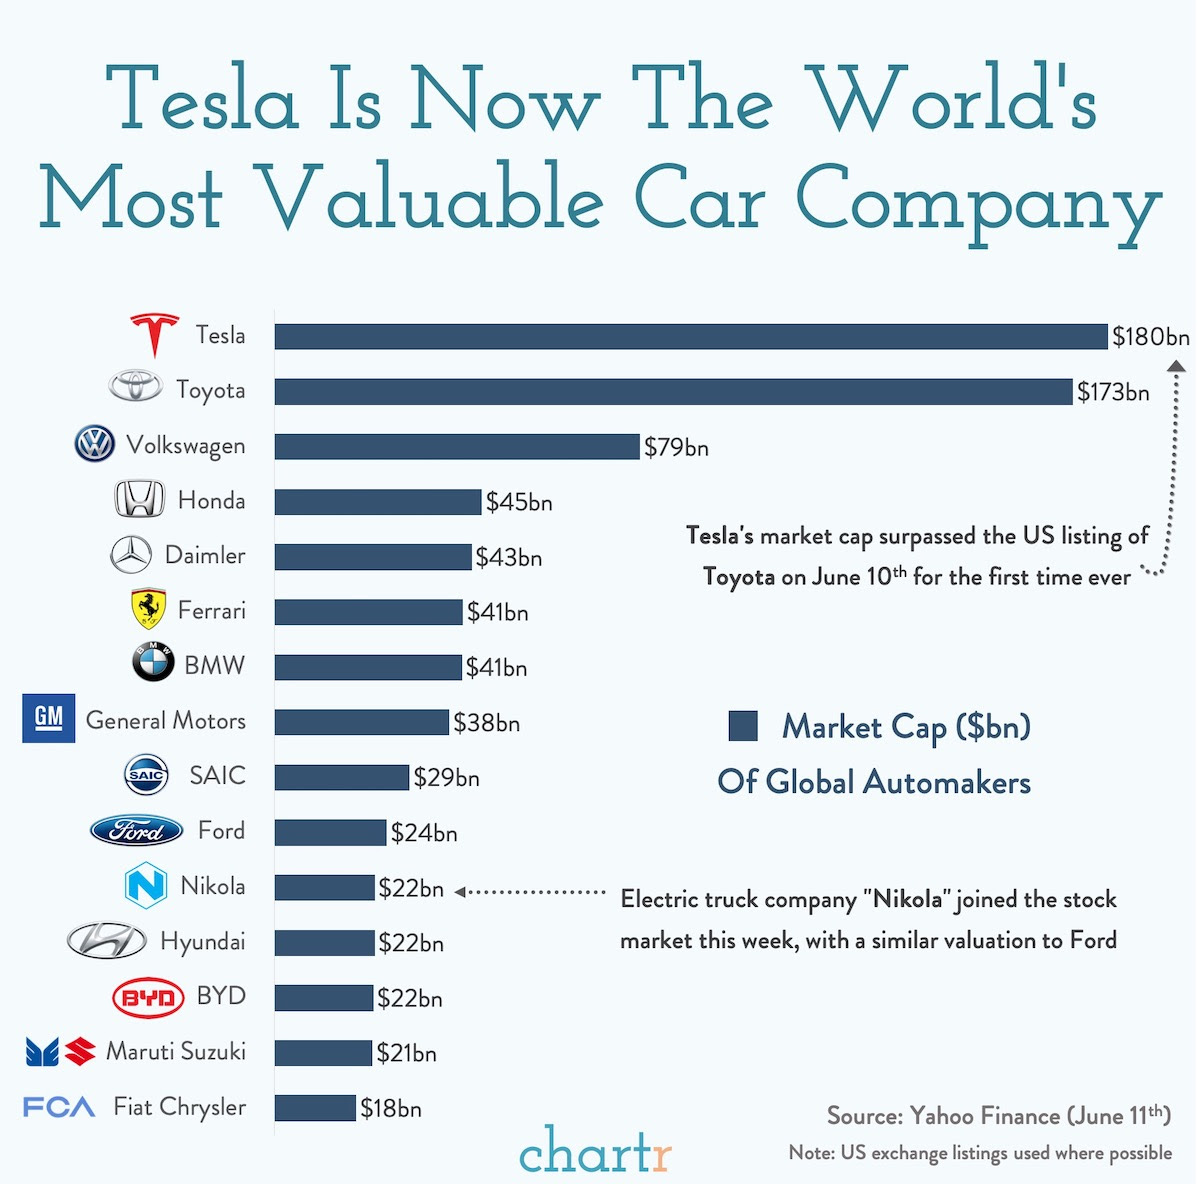 Tesla Is Now The World's
Most Valuable Car Company
Tesla $180bn
Toyota $173bn
Volkswagen $79bn
Honda $45bn
Tesla's market cap surpassed the US listing of
Toyota on June 10th for the first time ever
Daimler $43bn
Ferrari $41bn
BMW BMW $41bn
GM General Motors $38bn
Market Cap ($bn)
Of Global Automakers
SAIC SAIC $29bn
Ford Ford $24bn
N Nikola $22bn
Electric truck company "Nikola" joined the stock
market this week, with a similar valuation to Ford
Hyundai $22bn
BYD BYD $22bn
Maruti Suzuki $21bn
FCA Fiat Chrysler $18bn
Source: Yahoo Finance (June 11th)
Note: US exchange listings used where possible
chartr